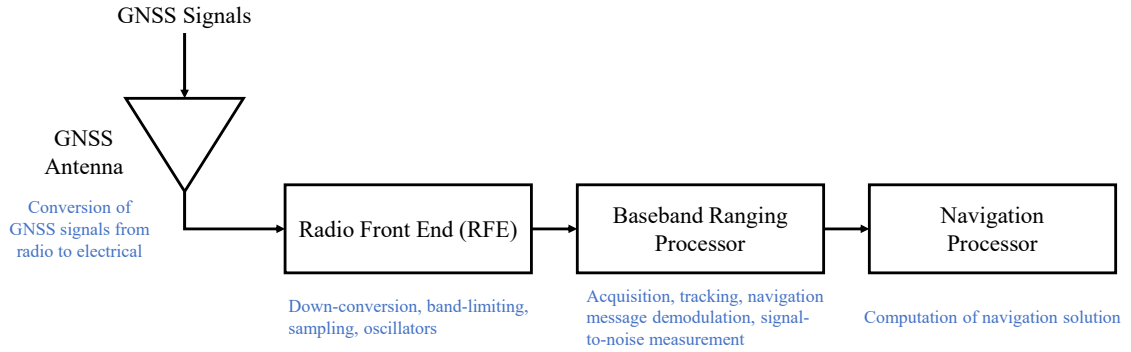 GNSS Signals
GNSS
Antenna
Conversion of
GNSS signals from
radio to electrical
Radio Front End (RFE)
Down-conversion, band-limiting,
sampling, oscillators
Baseband Ranging
Processor
Acquisition, tracking, navigation
message demodulation, signal-
to-noise measurement
Navigation
Processor
Computation of navigation solution